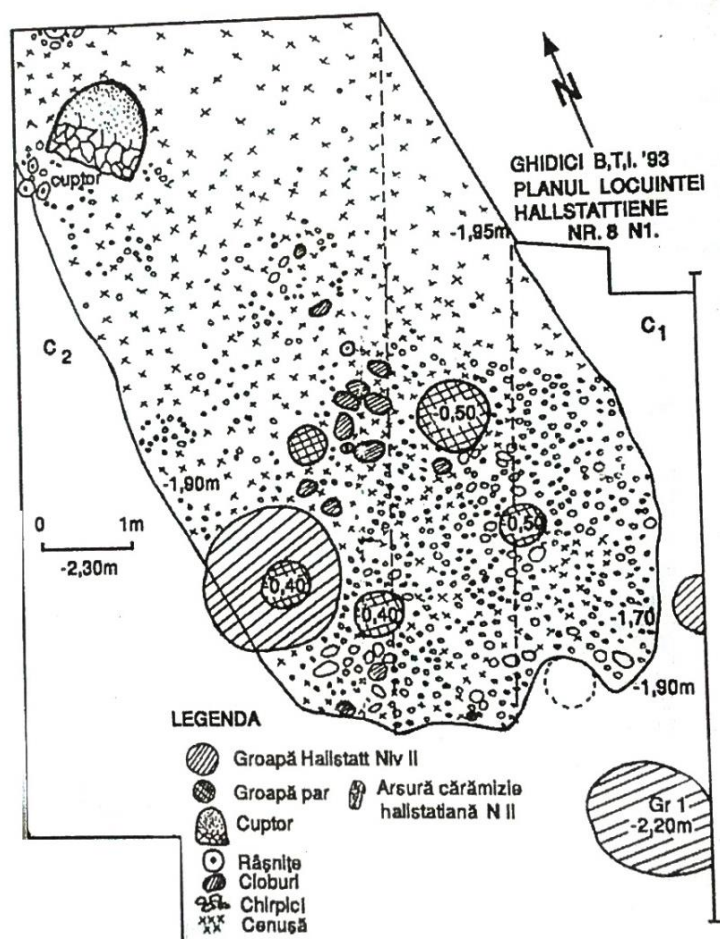 N
GHIDICI B,T,I. '93
PLANUL LOCUINTEI
HALLSTATTIENE
NR. 8 N1.
cuptor
-1,95m
C1
C2
-0,50
-1,90m
0 1m
-2,30m
-0,50
-0,40
-0,40
-1,70
-1,90m
LEGENDA
Groapă Hallstatt Niv II
Groapă par
Arsură cărămizie
hallstatiană N II
Cuptor
Râşniţe
Cioburi
Chirpici
Cenuşă
Gr 1
-2,20m